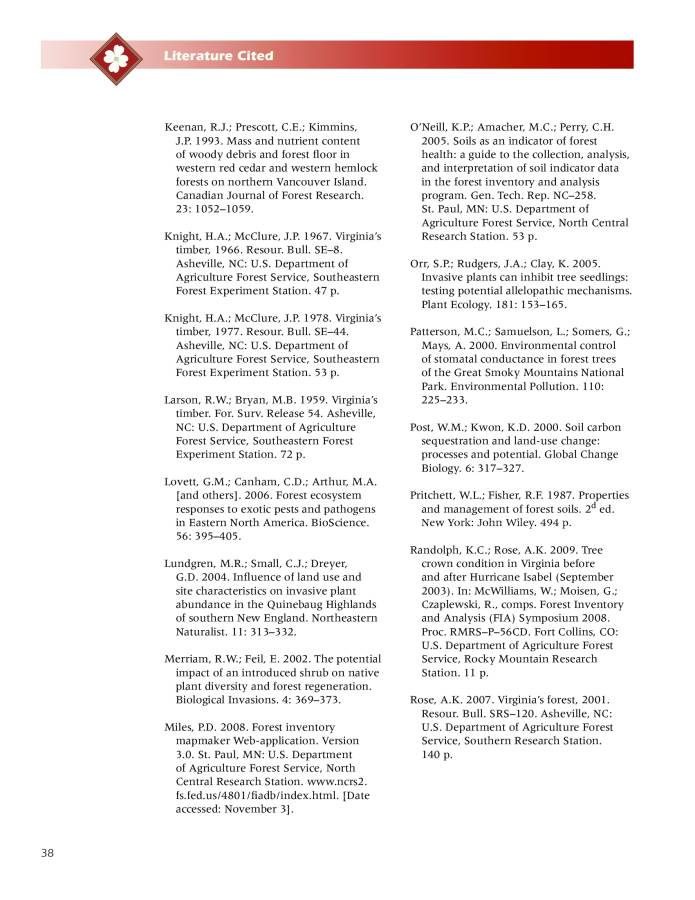 Literature Cited
Keenan, R.J.; Prescott, C.E.; Kimmins,
J.P. 1993. Mass and nutrient content
of woody debris and forest floor in
western red cedar and western hemlock
forests on northern Vancouver Island.
Canadian Journal of Forest Research.
23: 1052–1059.
Knight, H.A.; McClure, J.P. 1967. Virginia’s
timber, 1966. Resour. Bull. SE–8.
Asheville, NC: U.S. Department of
Agriculture Forest Service, Southeastern
Forest Experiment Station. 47 p.
Knight, H.A.; McClure, J.P. 1978. Virginia’s
timber, 1977. Resour. Bull. SE–44.
Asheville, NC: U.S. Department of
Agriculture Forest Service, Southeastern
Forest Experiment Station. 53 p.
Larson, R.W.; Bryan, M.B. 1959. Virginia’s
timber. For. Surv. Release 54. Asheville,
NC: U.S. Department of Agriculture
Forest Service, Southeastern Forest
Experiment Station. 72 p.
Lovett, G.M.; Canham, C.D.; Arthur, M.A.
[and others]. 2006. Forest ecosystem
responses to exotic pests and pathogens
in Eastern North America. BioScience.
56: 395–405.
Lundgren, M.R.; Small, C.J.; Dreyer,
G.D. 2004. Influence of land use and
site characteristics on invasive plant
abundance in the Quinebaug Highlands
of southern New England. Northeastern
Naturalist. 11: 313–332.
Merriam, R.W.; Feil, E. 2002. The potential
impact of an introduced shrub on native
plant diversity and forest regeneration.
Biological Invasions. 4: 369–373.
Miles, P.D. 2008. Forest inventory
mapmaker Web-application. Version
3.0. St. Paul, MN: U.S. Department
of Agriculture Forest Service, North
Central Research Station. www.ncrs2.
fs.fed.us/4801/fiadb/index.html. [Date
accessed: November 3].
O’Neill, K.P.; Amacher, M.C.; Perry, C.H.
2005. Soils as an indicator of forest
health: a guide to the collection, analysis,
and interpretation of soil indicator data
in the forest inventory and analysis
program. Gen. Tech. Rep. NC–258.
St. Paul, MN: U.S. Department of
Agriculture Forest Service, North Central
Research Station. 53 p.
Orr, S.P.; Rudgers, J.A.; Clay, K. 2005.
Invasive plants can inhibit tree seedlings:
testing potential allelopathic mechanisms.
Plant Ecology. 181: 153–165.
Patterson, M.C.; Samuelson, L.; Somers, G.;
Mays, A. 2000. Environmental control
of stomatal conductance in forest trees
of the Great Smoky Mountains National
Park. Environmental Pollution. 110:
225–233.
Post, W.M.; Kwon, K.D. 2000. Soil carbon
sequestration and land-use change:
processes and potential. Global Change
Biology. 6: 317–327.
Pritchett, W.L.; Fisher, R.F. 1987. Properties
and management of forest soils. 2d ed.
New York: John Wiley. 494 p.
Randolph, K.C.; Rose, A.K. 2009. Tree
crown condition in Virginia before
and after Hurricane Isabel (September
2003). In: McWilliams, W.; Moisen, G.;
Czaplewski, R., comps. Forest Inventory
and Analysis (FIA) Symposium 2008.
Proc. RMRS–P–56CD. Fort Collins, CO:
U.S. Department of Agriculture Forest
Service, Rocky Mountain Research
Station. 11 p.
Rose, A.K. 2007. Virginia’s forest, 2001.
Resour. Bull. SRS–120. Asheville, NC:
U.S. Department of Agriculture Forest
Service, Southern Research Station.
140 p.
38